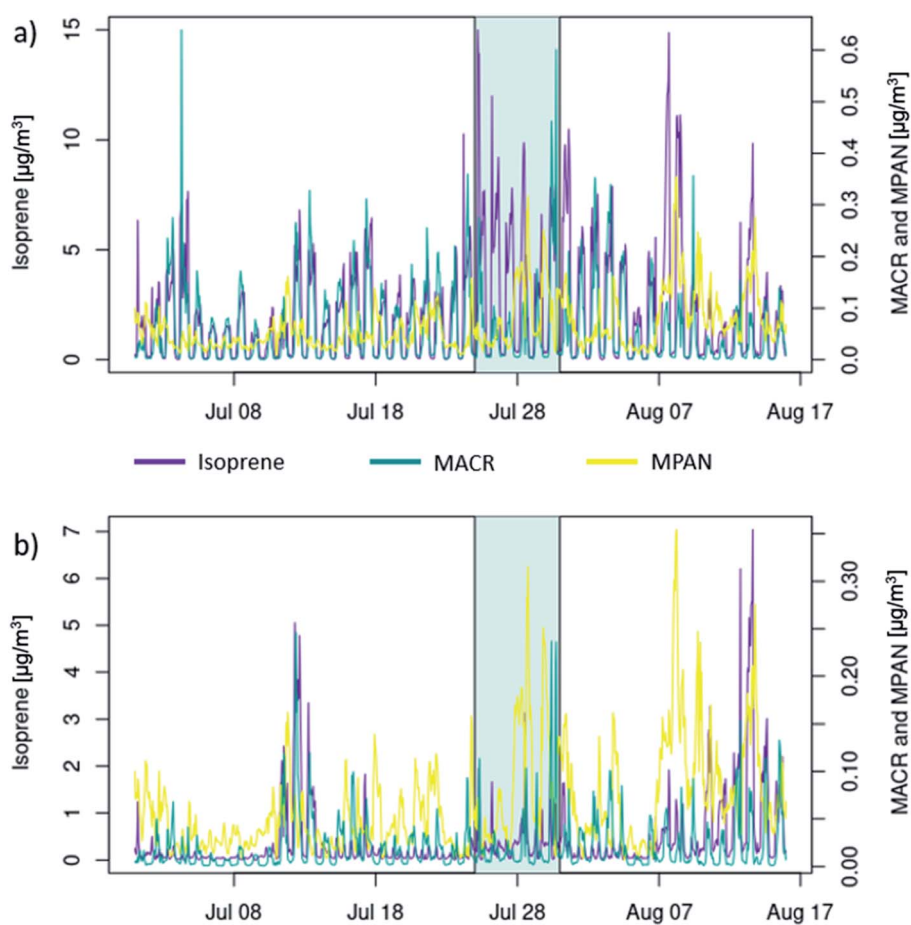 a)
Isoprene [µg/m³]
15
10
5
0
MACR and MPAN [µg/m³]
0.6
0.5
0.4
0.3
0.2
0.1
0.0
Jul 08 Jul 18 Jul 28 Aug 07 Aug 17
Isoprene MACR MPAN
b)
Isoprene [µg/m³]
7
6
5
4
3
2
1
0
MACR and MPAN [µg/m³]
0.30
0.20
0.10
0.00
Jul 08 Jul 18 Jul 28 Aug 07 Aug 17